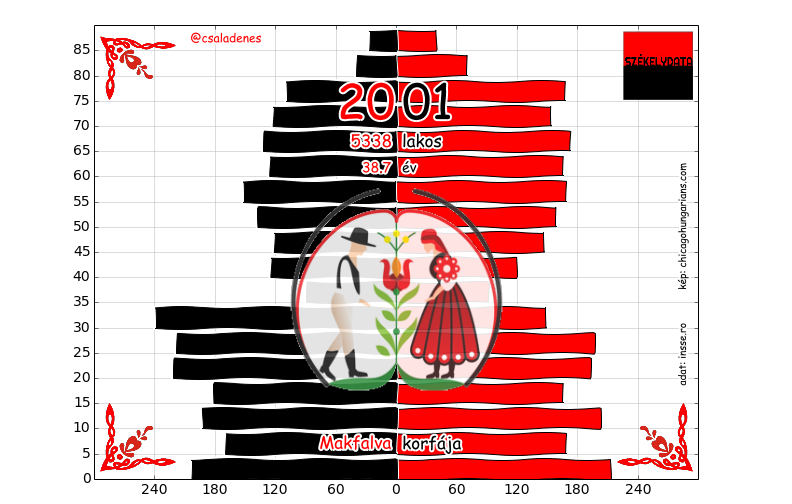 @csaladenes
SZÉKELYDATA
2001
5338 lakos
38.7 év
kép: chicagohungarians.com
adat: insse.ro
Makfalva korfája
85
80
75
70
65
60
55
50
45
40
35
30
25
20
15
10
5
0
240 180 120 60 0 60 120 180 240